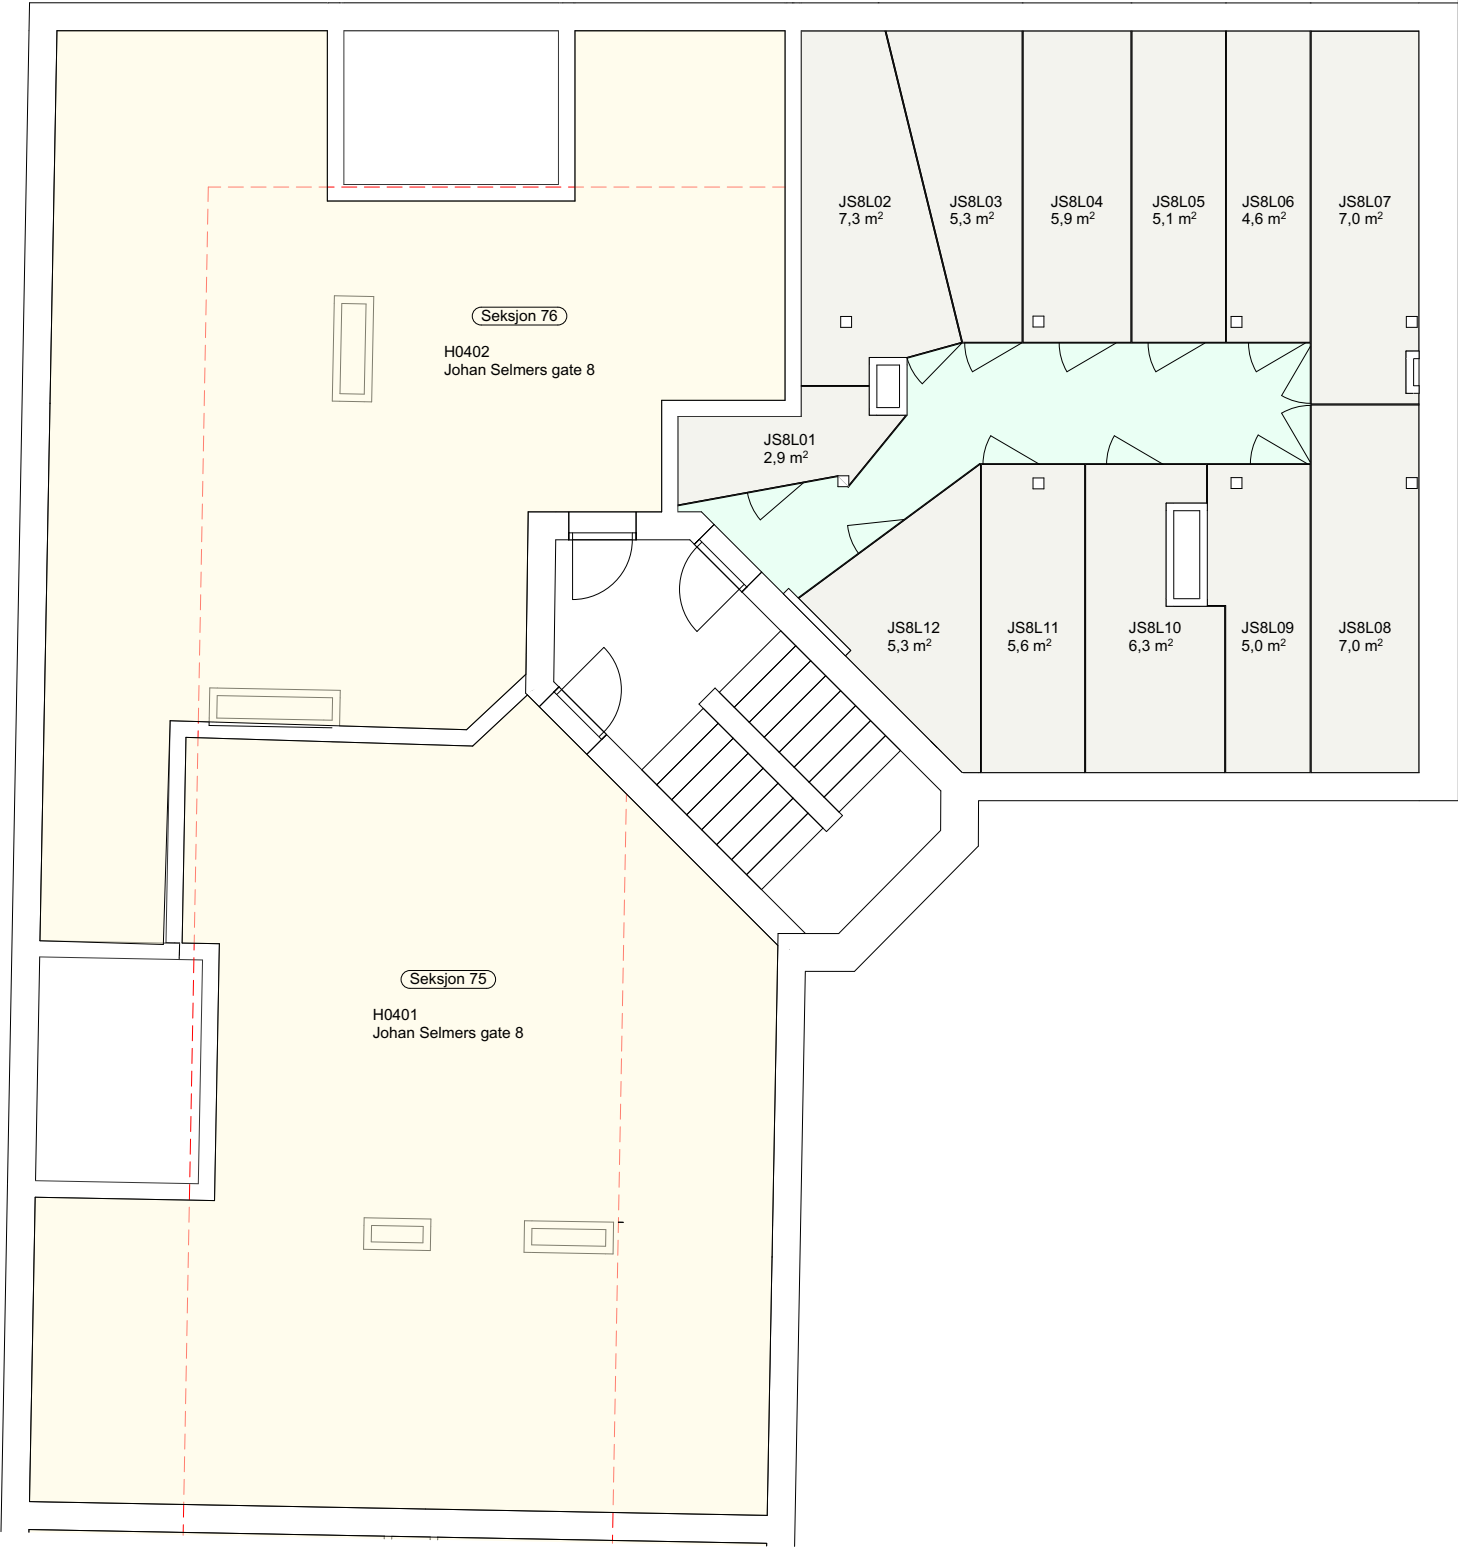 JS8L02
7,3 m²
JS8L03
5,3 m²
JS8L04
5,9 m²
JS8L05
5,1 m²
JS8L06
4,6 m²
JS8L07
7,0 m²
Seksjon 76
H0402
Johan Selmers gate 8
JS8L01
2,9 m²
JS8L12
5,3 m²
JS8L11
5,6 m²
JS8L10
6,3 m²
JS8L09
5,0 m²
JS8L08
7,0 m²
Seksjon 75
H0401
Johan Selmers gate 8